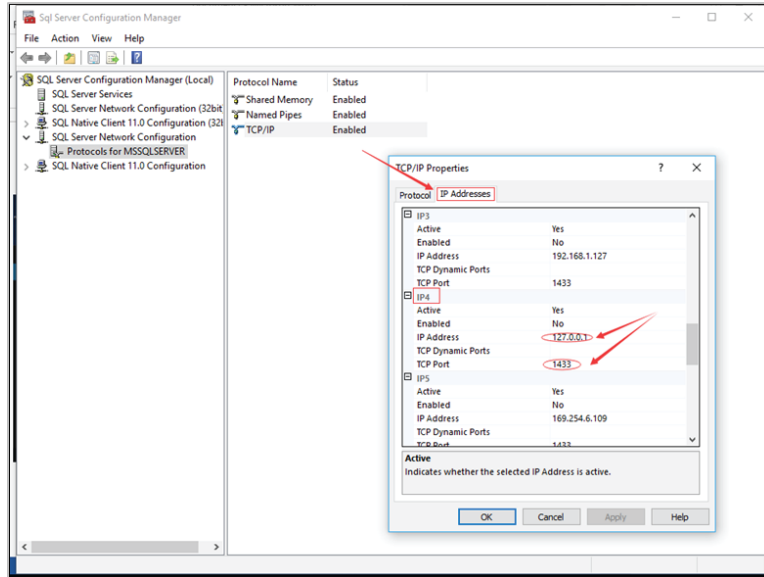 Sql Server Configuration Manager
File Action View Help
SQL Server Configuration Manager (Local)
SQL Server Services
SQL Server Network Configuration (32bit
SQL Native Client 11.0 Configuration (32l
SQL Server Network Configuration
Protocols for MSSQLSERVER
SQL Native Client 11.0 Configuration
Protocol Name Status
Shared Memory Enabled
Named Pipes Enabled
TCP/IP Enabled
TCP/IP Properties ?
Protocol IP Addresses
IP3
Active Yes
Enabled No
IP Address 192.168.1.127
TCP Dynamic Ports
TCP Port 1433
IP4
Active Yes
Enabled No
IP Address 127.0.0.1
TCP Dynamic Ports
TCP Port 1433
IP5
Active Yes
Enabled No
IP Address 169.254.6.109
TCP Dynamic Ports
TCP Port 1433
Active
Indicates whether the selected IP Address is active.
OK Cancel Apply Help